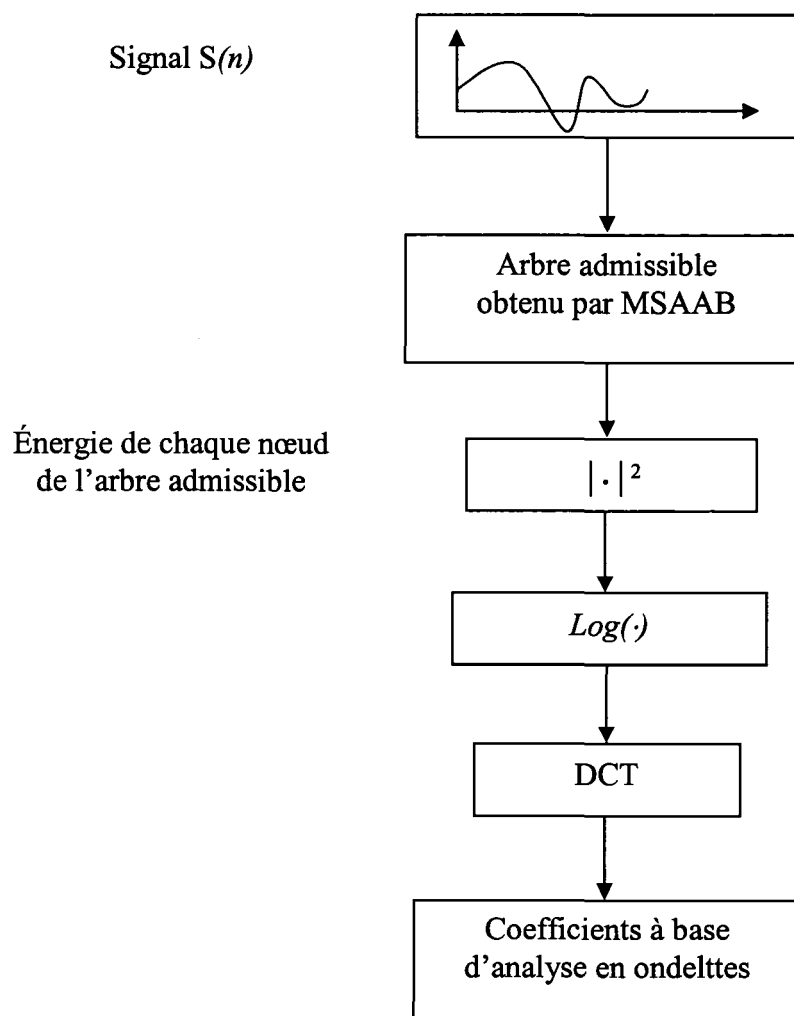 Signal S(n)
Arbre admissible
obtenu par MSAAB
Énergie de chaque nœud
de l'arbre admissible
| · | ²
Log(·)
DCT
Coefficients à base
d'analyse en ondelttes